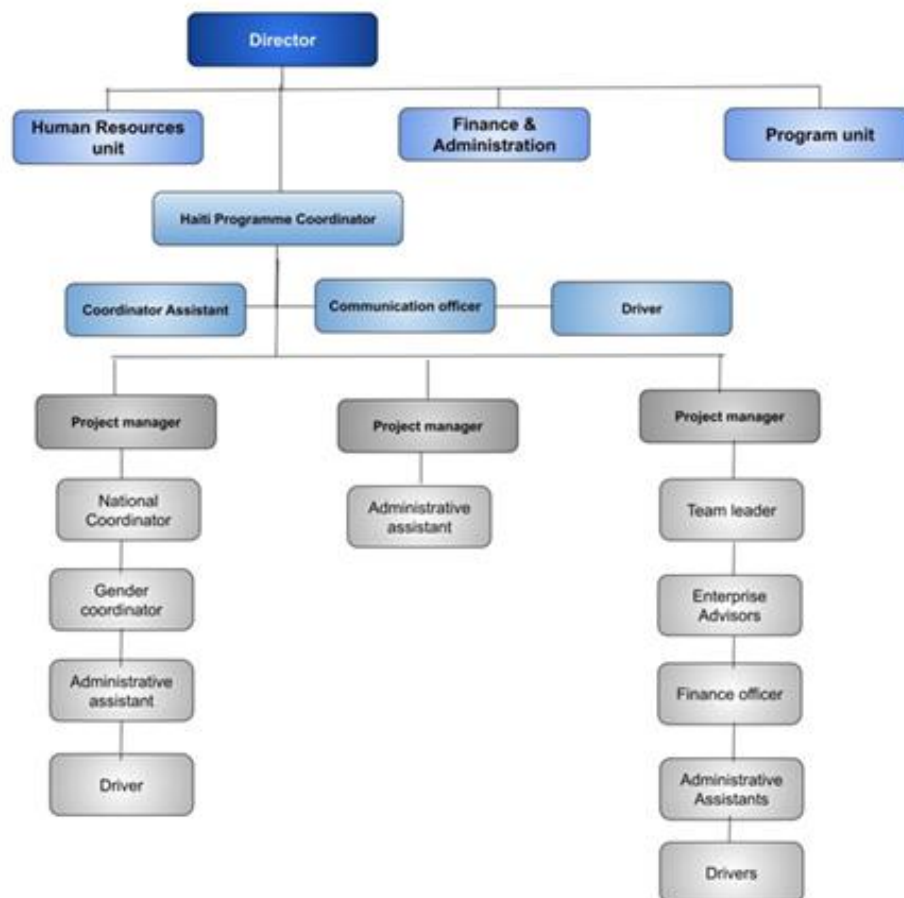 Director
Human Resources
unit
Finance &
Administration
Program unit
Haiti Programme Coordinator
Coordinator Assistant
Communication officer
Driver
Project manager
Project manager
Project manager
National
Coordinator
Administrative
assistant
Team leader
Gender
coordinator
Enterprise
Advisors
Administrative
assistant
Finance officer
Driver
Administrative
Assistants
Drivers